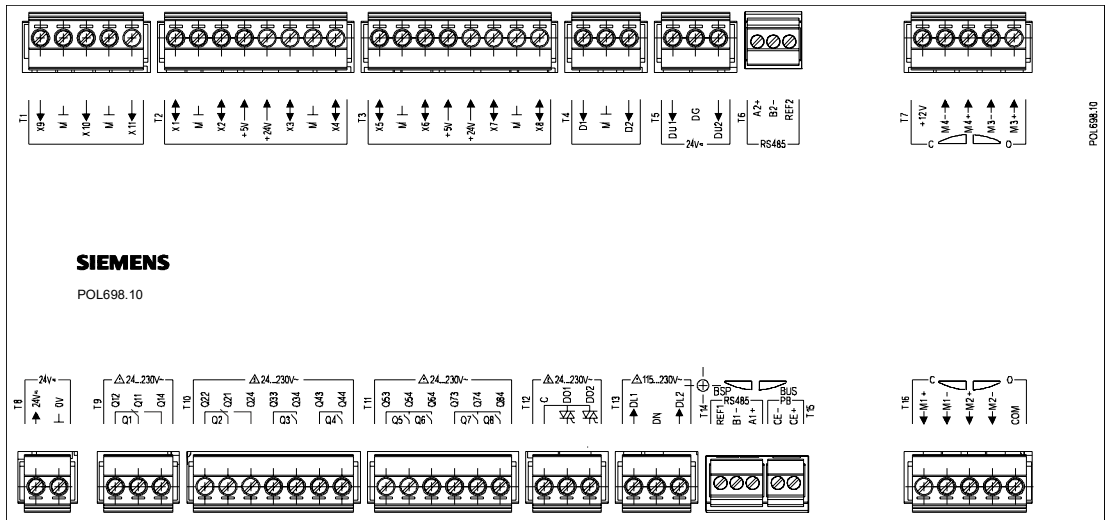 T1 X9 M X10 M X11
T2 X1 M X2 +5V +24V X3 M X4
T3 X5 M X6 +5V +24V X7 M X8
T4 D1 M D2
T5 DU1 DG DU2
24V≂
T6 A2+ B2- REF2
RS485
T7 +12V M4- M4+ M3- M3+
C O
POL698.10
SIEMENS
POL698.10
24V≂
T8 24V≂ 0V
24...230V~
T9 Q12 Q11 Q14
Q1
24...230V~
T10 Q22 Q21 Q24 Q33 Q34 Q43 Q44
Q2 Q3 Q4
24...230V~
T11 Q53 Q54 Q64 Q73 Q74 Q84
Q5 Q6 Q7 Q8
24...230V~
T12 C DO1 DO2
115...230V~
T13 DL1 DN DL2
BSP BUS
RS485 PB
T14 REF1 B1- A1+
CE- CE+ T15
C O
T16 M1+ M1- M2+ M2- COM